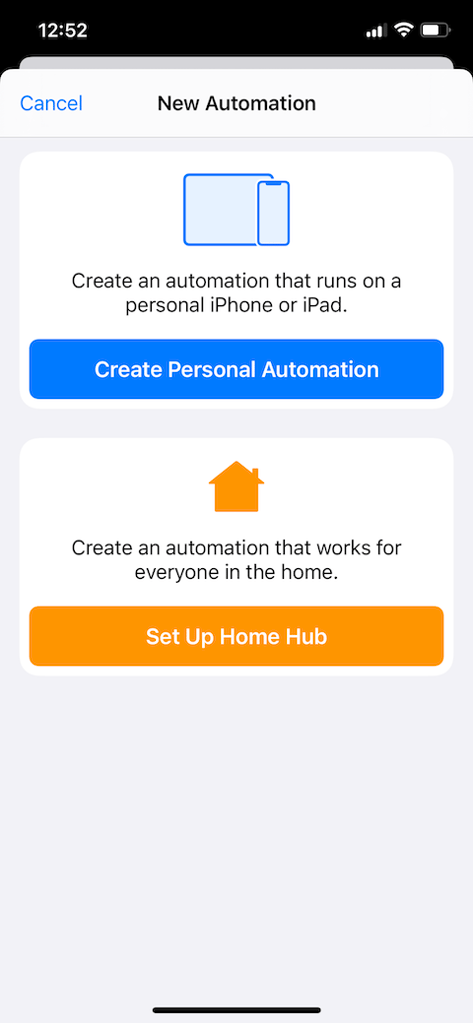 12:52
Cancel New Automation
Create an automation that runs on a
personal iPhone or iPad.
Create Personal Automation
Create an automation that works for
everyone in the home.
Set Up Home Hub